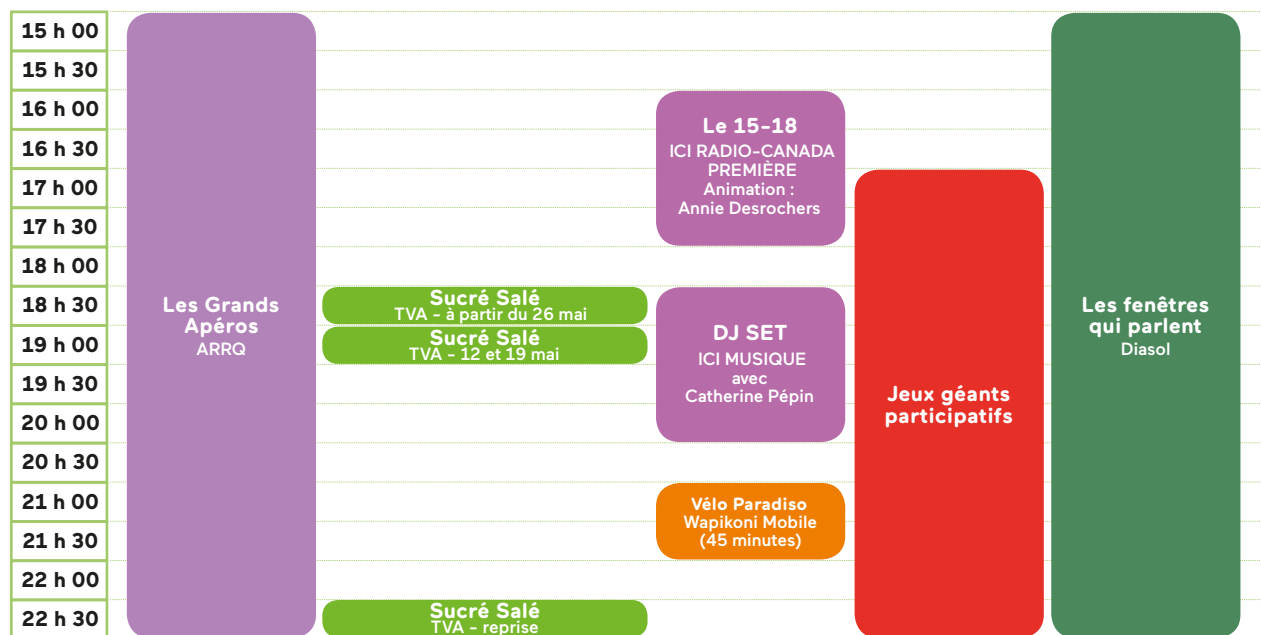 15 h 00
15 h 30
16 h 00
16 h 30
17 h 00
17 h 30
18 h 00
18 h 30
19 h 00
19 h 30
20 h 00
20 h 30
21 h 00
21 h 30
22 h 00
22 h 30
Les Grands
Apéros
ARRQ
Sucré Salé
TVA - à partir du 26 mai
Sucré Salé
TVA - 12 et 19 mai
Sucré Salé
TVA - reprise
Le 15-18
ICI RADIO-CANADA
PREMIÈRE
Animation :
Annie Desrochers
DJ SET
ICI MUSIQUE
avec
Catherine Pépin
Vélo Paradiso
Wapikoni Mobile
(45 minutes)
Jeux géants
participatifs
Les fenêtres
qui parlent
Diasol